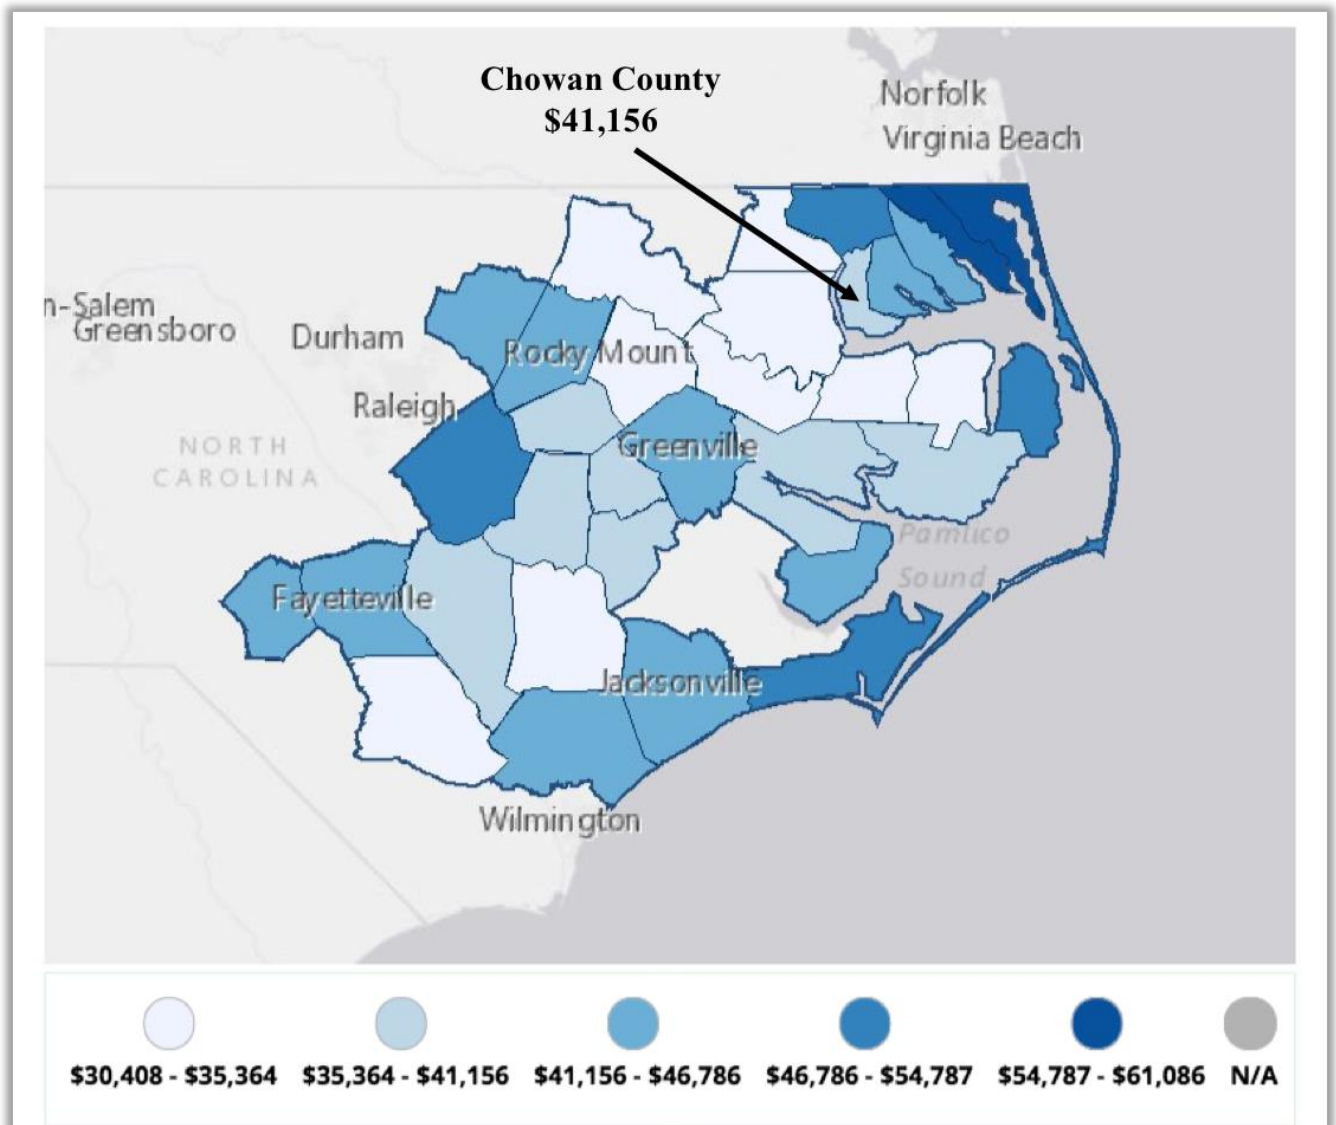 Chowan County
$41,156
Norfolk
Virginia Beach
n-Salem
Greensboro
Durham
Rocky Mount
Raleigh
NORTH
CAROLINA
Greenville
Pamlico
Sound
Fayetteville
Jacksonville
Wilmington
$30,408 - $35,364
$35,364 - $41,156
$41,156 - $46,786
$46,786 - $54,787
$54,787 - $61,086
N/A